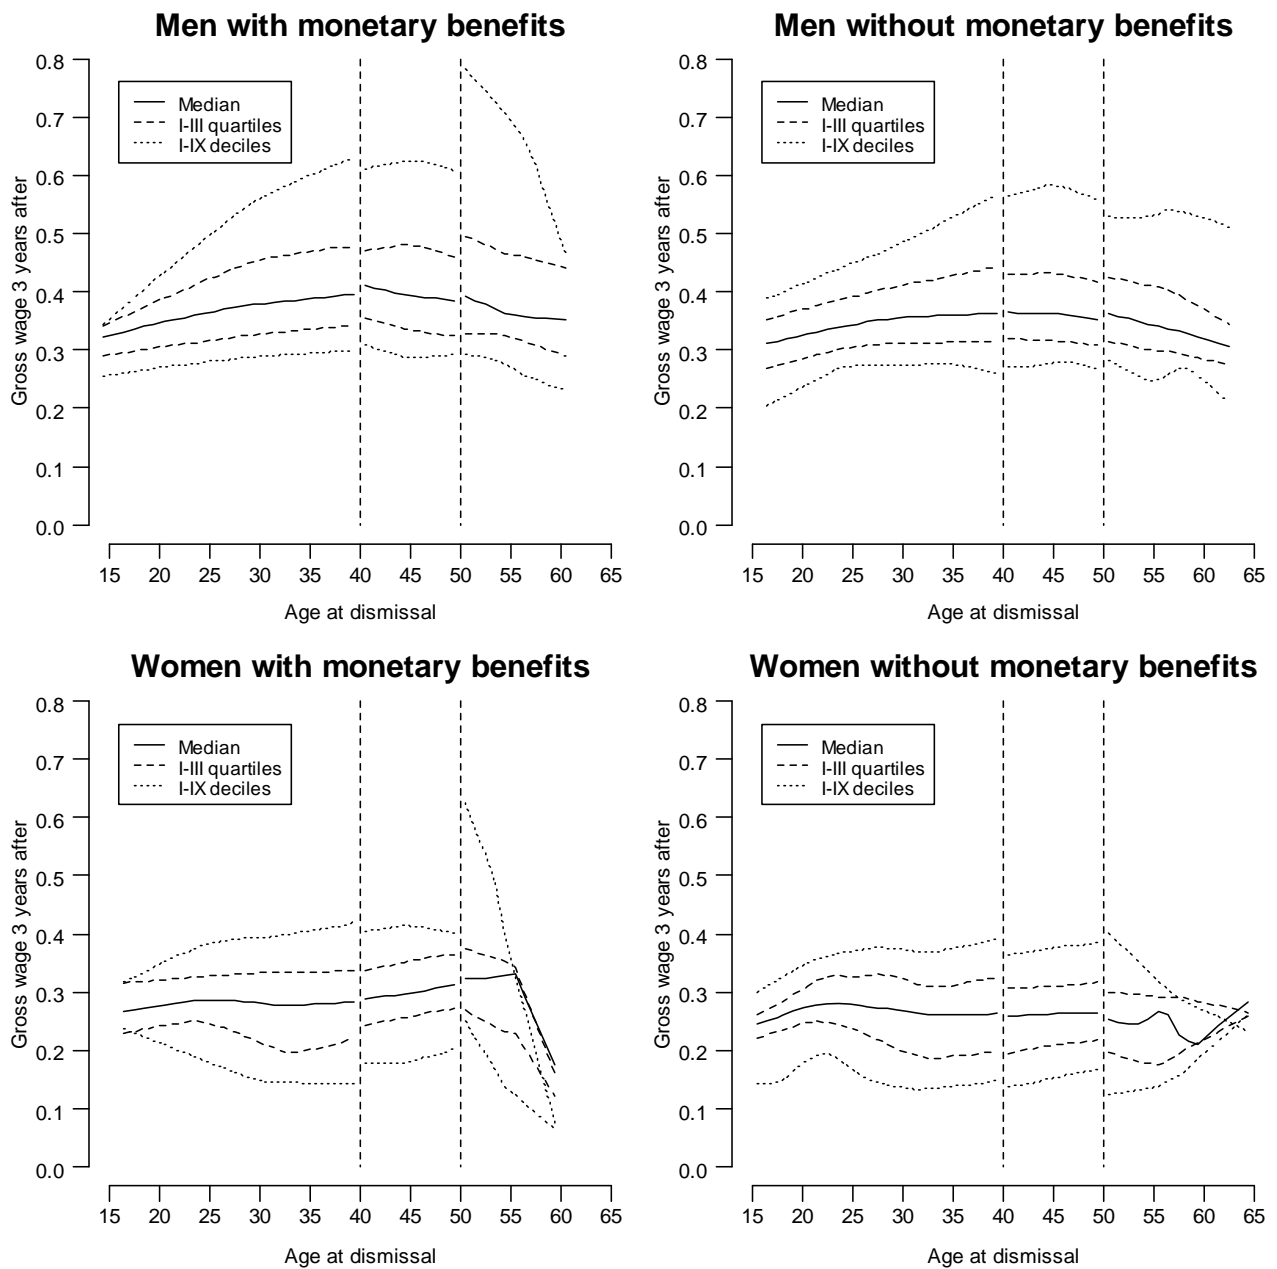 Men with monetary benefits
Gross wage 3 years after
0.8
0.7
0.6
0.5
0.4
0.3
0.2
0.1
0.0
Median
I-III quartiles
I-IX deciles
15 20 25 30 35 40 45 50 55 60 65
Age at dismissal
Men without monetary benefits
Gross wage 3 years after
0.8
0.7
0.6
0.5
0.4
0.3
0.2
0.1
0.0
Median
I-III quartiles
I-IX deciles
15 20 25 30 35 40 45 50 55 60 65
Age at dismissal
Women with monetary benefits
Gross wage 3 years after
0.8
0.7
0.6
0.5
0.4
0.3
0.2
0.1
0.0
Median
I-III quartiles
I-IX deciles
15 20 25 30 35 40 45 50 55 60 65
Age at dismissal
Women without monetary benefits
Gross wage 3 years after
0.8
0.7
0.6
0.5
0.4
0.3
0.2
0.1
0.0
Median
I-III quartiles
I-IX deciles
15 20 25 30 35 40 45 50 55 60 65
Age at dismissal